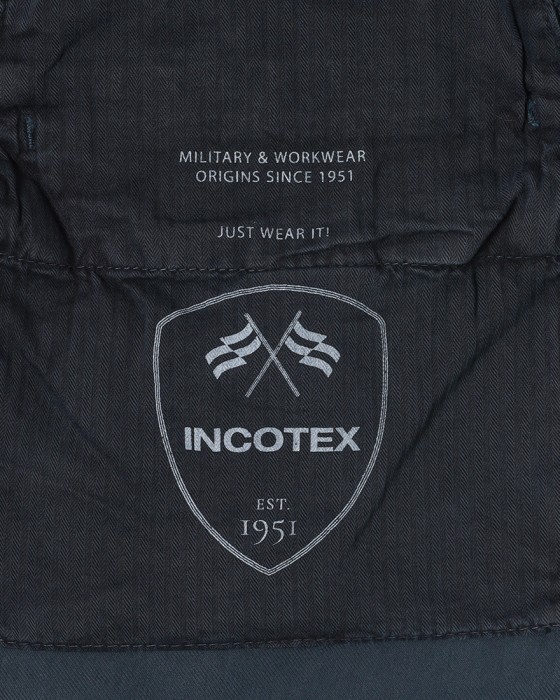 MILITARY & WORKWEAR
ORIGINS SINCE 1951
JUST WEAR IT!
INCOTEX
EST.
1951